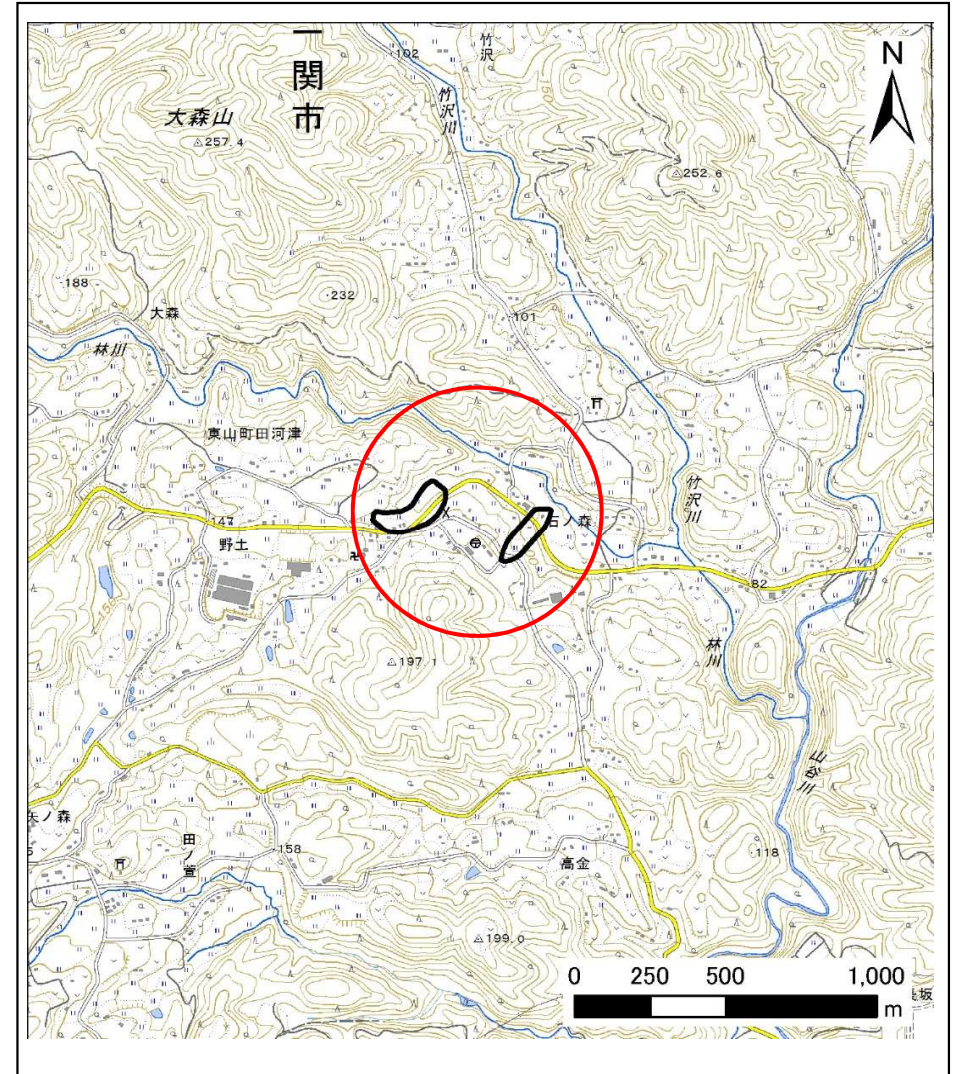 一関市
竹沢
102
竹沢川
N
大森山
257.4
252.6
188
232
大森
101
林川
東山町田河津
竹沢川
147
石ノ森
野土
82
林川
197.1
山谷川
矢ノ森
田ノ萱
158
118
高金
199.0
0 250 500 1,000
m
長坂